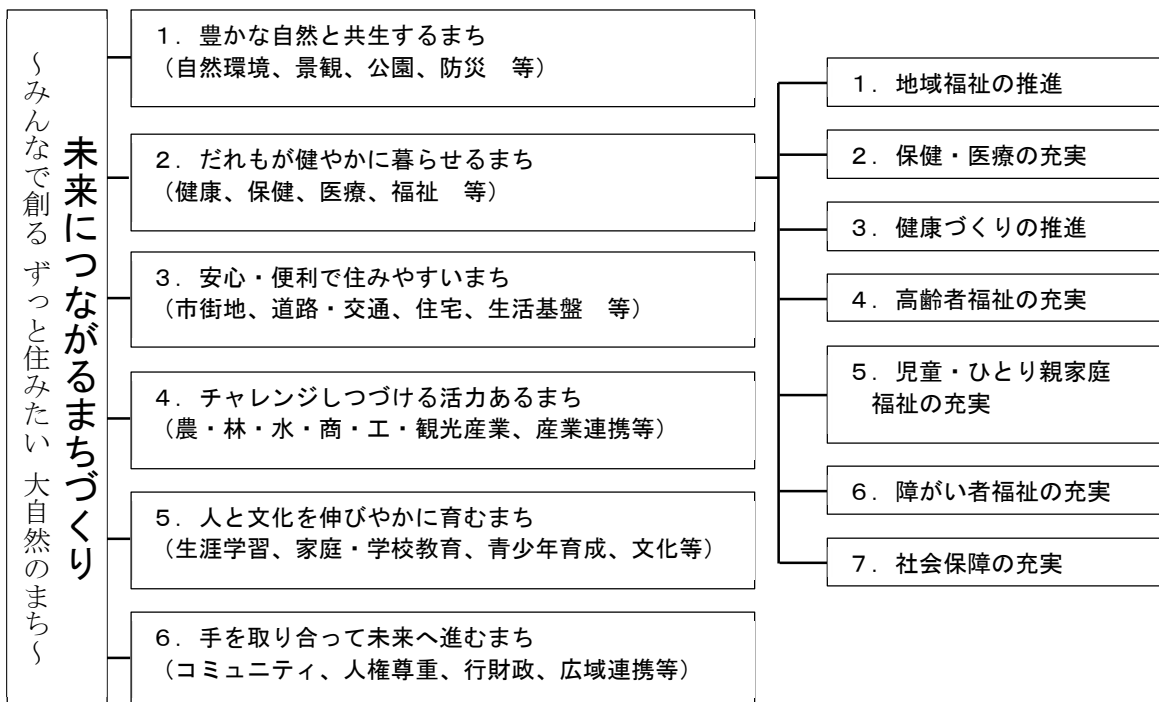 未来につながるまちづくり
～みんなで創る ずっと住みたい 大自然のまち～
１．豊かな自然と共生するまち
（自然環境、景観、公園、防災　等）
２．だれもが健やかに暮らせるまち
（健康、保健、医療、福祉　等）
３．安心・便利で住みやすいまち
（市街地、道路・交通、住宅、生活基盤　等）
４．チャレンジしつづける活力あるまち
（農・林・水・商・工・観光産業、産業連携等）
５．人と文化を伸びやかに育むまち
（生涯学習、家庭・学校教育、青少年育成、文化等）
６．手を取り合って未来へ進むまち
（コミュニティ、人権尊重、行財政、広域連携等）
１．地域福祉の推進
２．保健・医療の充実
３．健康づくりの推進
４．高齢者福祉の充実
５．児童・ひとり親家庭
福祉の充実
６．障がい者福祉の充実
７．社会保障の充実